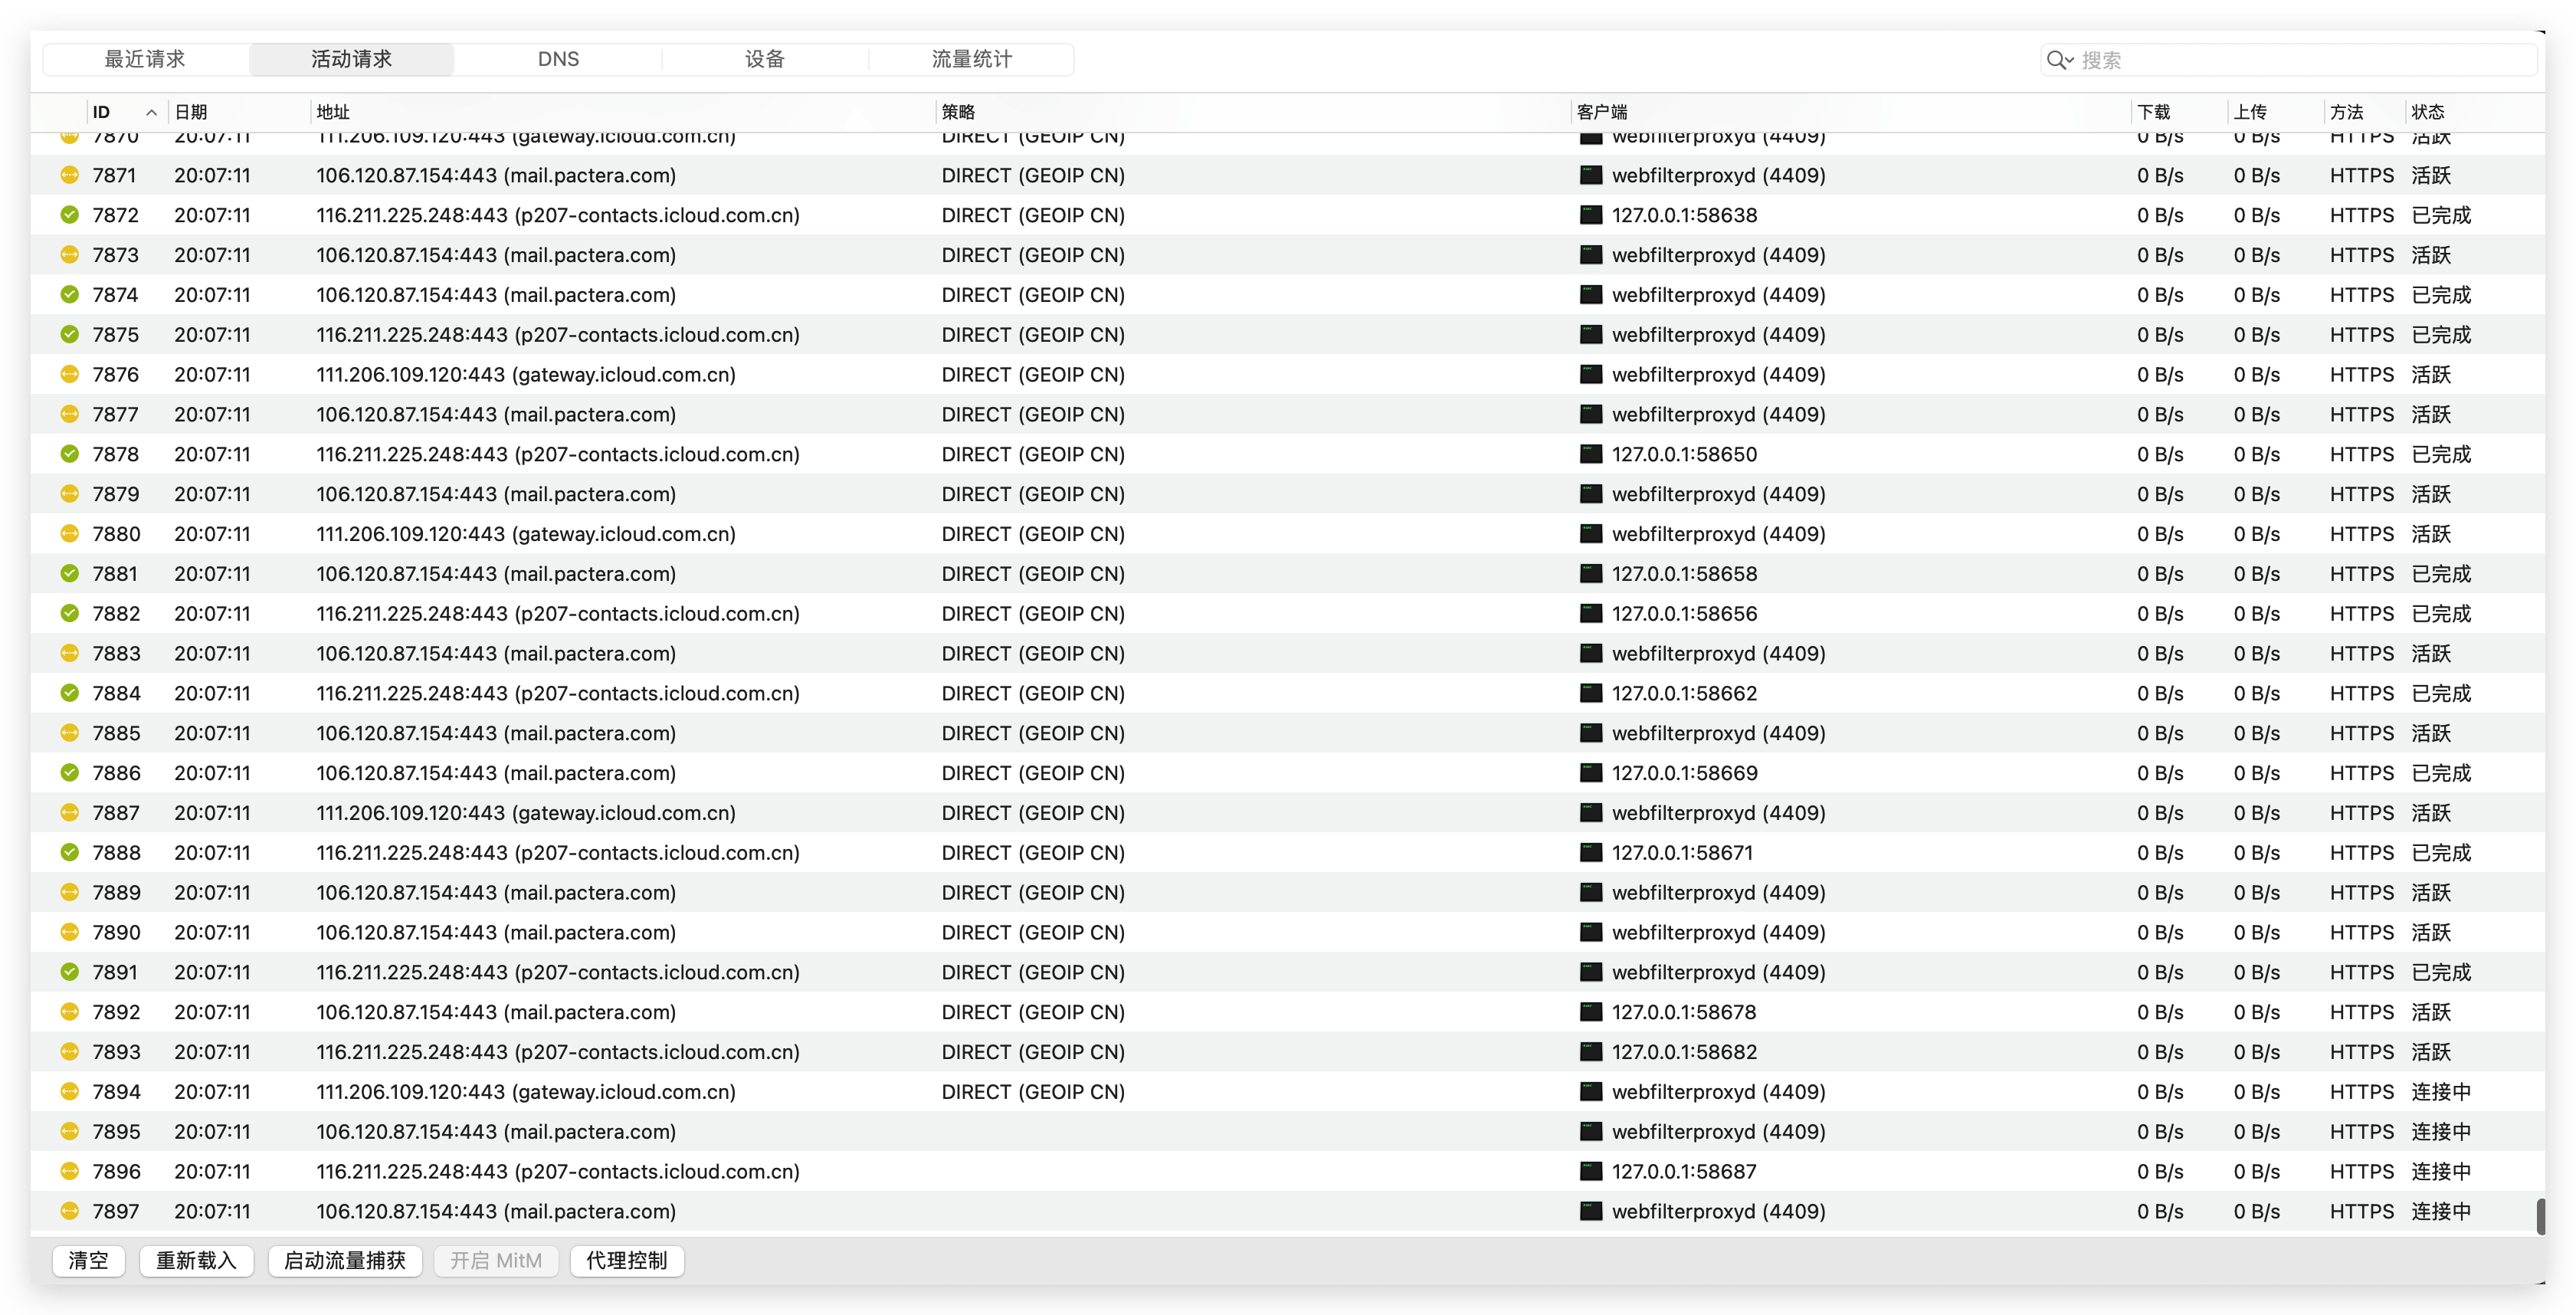 最近请求 活动请求 DNS 设备 流量统计 搜索
ID 日期 地址 策略 客户端 下载 上传 方法 状态
7870 20:07:11 111.206.109.120:443 (gateway.icloud.com.cn) DIRECT (GEOIP CN) webfilterproxyd (4409) 0 B/s 0 B/s HTTPS 活跃
7871 20:07:11 106.120.87.154:443 (mail.pactera.com) DIRECT (GEOIP CN) webfilterproxyd (4409) 0 B/s 0 B/s HTTPS 活跃
7872 20:07:11 116.211.225.248:443 (p207-contacts.icloud.com.cn) DIRECT (GEOIP CN) 127.0.0.1:58638 0 B/s 0 B/s HTTPS 已完成
7873 20:07:11 106.120.87.154:443 (mail.pactera.com) DIRECT (GEOIP CN) webfilterproxyd (4409) 0 B/s 0 B/s HTTPS 活跃
7874 20:07:11 106.120.87.154:443 (mail.pactera.com) DIRECT (GEOIP CN) webfilterproxyd (4409) 0 B/s 0 B/s HTTPS 已完成
7875 20:07:11 116.211.225.248:443 (p207-contacts.icloud.com.cn) DIRECT (GEOIP CN) webfilterproxyd (4409) 0 B/s 0 B/s HTTPS 已完成
7876 20:07:11 111.206.109.120:443 (gateway.icloud.com.cn) DIRECT (GEOIP CN) webfilterproxyd (4409) 0 B/s 0 B/s HTTPS 活跃
7877 20:07:11 106.120.87.154:443 (mail.pactera.com) DIRECT (GEOIP CN) webfilterproxyd (4409) 0 B/s 0 B/s HTTPS 活跃
7878 20:07:11 116.211.225.248:443 (p207-contacts.icloud.com.cn) DIRECT (GEOIP CN) 127.0.0.1:58650 0 B/s 0 B/s HTTPS 已完成
7879 20:07:11 106.120.87.154:443 (mail.pactera.com) DIRECT (GEOIP CN) webfilterproxyd (4409) 0 B/s 0 B/s HTTPS 活跃
7880 20:07:11 111.206.109.120:443 (gateway.icloud.com.cn) DIRECT (GEOIP CN) webfilterproxyd (4409) 0 B/s 0 B/s HTTPS 活跃
7881 20:07:11 106.120.87.154:443 (mail.pactera.com) DIRECT (GEOIP CN) 127.0.0.1:58658 0 B/s 0 B/s HTTPS 已完成
7882 20:07:11 116.211.225.248:443 (p207-contacts.icloud.com.cn) DIRECT (GEOIP CN) 127.0.0.1:58656 0 B/s 0 B/s HTTPS 已完成
7883 20:07:11 106.120.87.154:443 (mail.pactera.com) DIRECT (GEOIP CN) webfilterproxyd (4409) 0 B/s 0 B/s HTTPS 活跃
7884 20:07:11 116.211.225.248:443 (p207-contacts.icloud.com.cn) DIRECT (GEOIP CN) 127.0.0.1:58662 0 B/s 0 B/s HTTPS 已完成
7885 20:07:11 106.120.87.154:443 (mail.pactera.com) DIRECT (GEOIP CN) webfilterproxyd (4409) 0 B/s 0 B/s HTTPS 活跃
7886 20:07:11 106.120.87.154:443 (mail.pactera.com) DIRECT (GEOIP CN) 127.0.0.1:58669 0 B/s 0 B/s HTTPS 已完成
7887 20:07:11 111.206.109.120:443 (gateway.icloud.com.cn) DIRECT (GEOIP CN) webfilterproxyd (4409) 0 B/s 0 B/s HTTPS 活跃
7888 20:07:11 116.211.225.248:443 (p207-contacts.icloud.com.cn) DIRECT (GEOIP CN) 127.0.0.1:58671 0 B/s 0 B/s HTTPS 已完成
7889 20:07:11 106.120.87.154:443 (mail.pactera.com) DIRECT (GEOIP CN) webfilterproxyd (4409) 0 B/s 0 B/s HTTPS 活跃
7890 20:07:11 106.120.87.154:443 (mail.pactera.com) DIRECT (GEOIP CN) webfilterproxyd (4409) 0 B/s 0 B/s HTTPS 活跃
7891 20:07:11 116.211.225.248:443 (p207-contacts.icloud.com.cn) DIRECT (GEOIP CN) webfilterproxyd (4409) 0 B/s 0 B/s HTTPS 已完成
7892 20:07:11 106.120.87.154:443 (mail.pactera.com) DIRECT (GEOIP CN) 127.0.0.1:58678 0 B/s 0 B/s HTTPS 活跃
7893 20:07:11 116.211.225.248:443 (p207-contacts.icloud.com.cn) DIRECT (GEOIP CN) 127.0.0.1:58682 0 B/s 0 B/s HTTPS 活跃
7894 20:07:11 111.206.109.120:443 (gateway.icloud.com.cn) DIRECT (GEOIP CN) webfilterproxyd (4409) 0 B/s 0 B/s HTTPS 连接中
7895 20:07:11 106.120.87.154:443 (mail.pactera.com) webfilterproxyd (4409) 0 B/s 0 B/s HTTPS 连接中
7896 20:07:11 116.211.225.248:443 (p207-contacts.icloud.com.cn) 127.0.0.1:58687 0 B/s 0 B/s HTTPS 连接中
7897 20:07:11 106.120.87.154:443 (mail.pactera.com) webfilterproxyd (4409) 0 B/s 0 B/s HTTPS 连接中
清空 重新载入 启动流量捕获 开启 MitM 代理控制